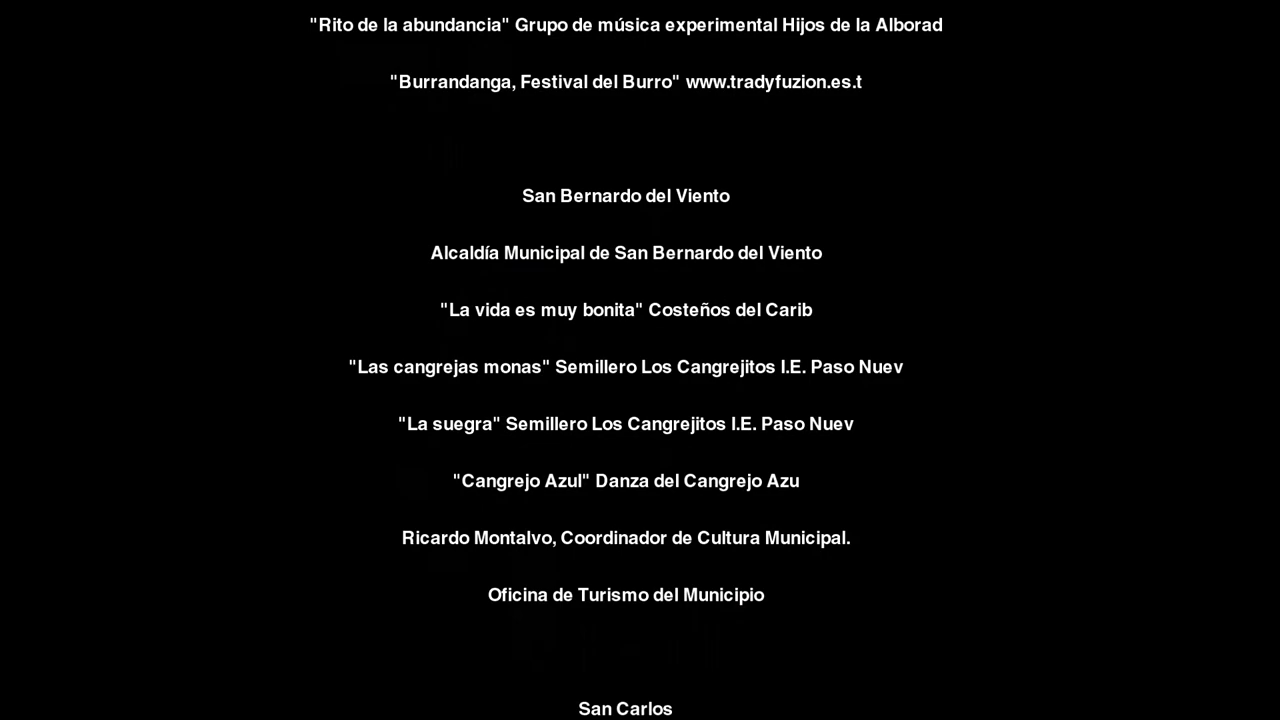 "Rito de la abundancia" Grupo de música experimental Hijos de la Alborad
"Burrandanga, Festival del Burro" www.tradyfuzion.es.t
San Bernardo del Viento
Alcaldía Municipal de San Bernardo del Viento
"La vida es muy bonita" Costeños del Carib
"Las cangrejas monas" Semillero Los Cangrejitos I.E. Paso Nuev
"La suegra" Semillero Los Cangrejitos I.E. Paso Nuev
"Cangrejo Azul" Danza del Cangrejo Azu
Ricardo Montalvo, Coordinador de Cultura Municipal.
Oficina de Turismo del Municipio
San Carlos